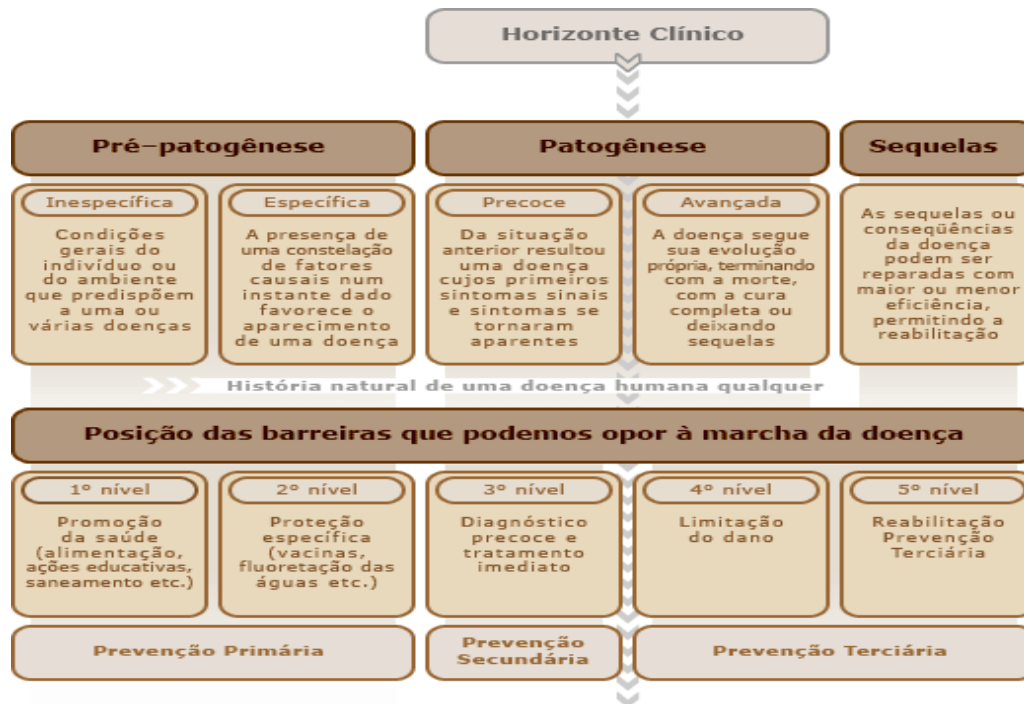 Horizonte Clínico
Pré-patogênese
Patogênese
Sequelas
Inespecífica
Condições
gerais do
indivíduo ou
do ambiente
que predispõem
a uma ou
várias doenças
Específica
A presença de
uma constelação
de fatores
causais num
instante dado
favorece o
aparecimento
de uma doença
Precoce
Da situação
anterior resultou
uma doença
cujos primeiros
sintomas sinais
e sintomas se
tornaram
aparentes
Avançada
A doença segue
sua evolução
própria, terminando
com a morte,
com a cura
completa ou
deixando
sequelas
As sequelas ou
conseqüências
da doença
podem ser
reparadas com
maior ou menor
eficiência,
permitindo a
reabilitação
História natural de uma doença humana qualquer
Posição das barreiras que podemos opor à marcha da doença
1º nível
Promoção
da saúde
(alimentação,
ações educativas,
saneamento etc.)
2º nível
Proteção
específica
(vacinas,
fluoretação das
águas etc.)
3º nível
Diagnóstico
precoce e
tratamento
imediato
4º nível
Limitação
do dano
5º nível
Reabilitação
Prevenção
Terciária
Prevenção Primária
Prevenção
Secundária
Prevenção Terciária